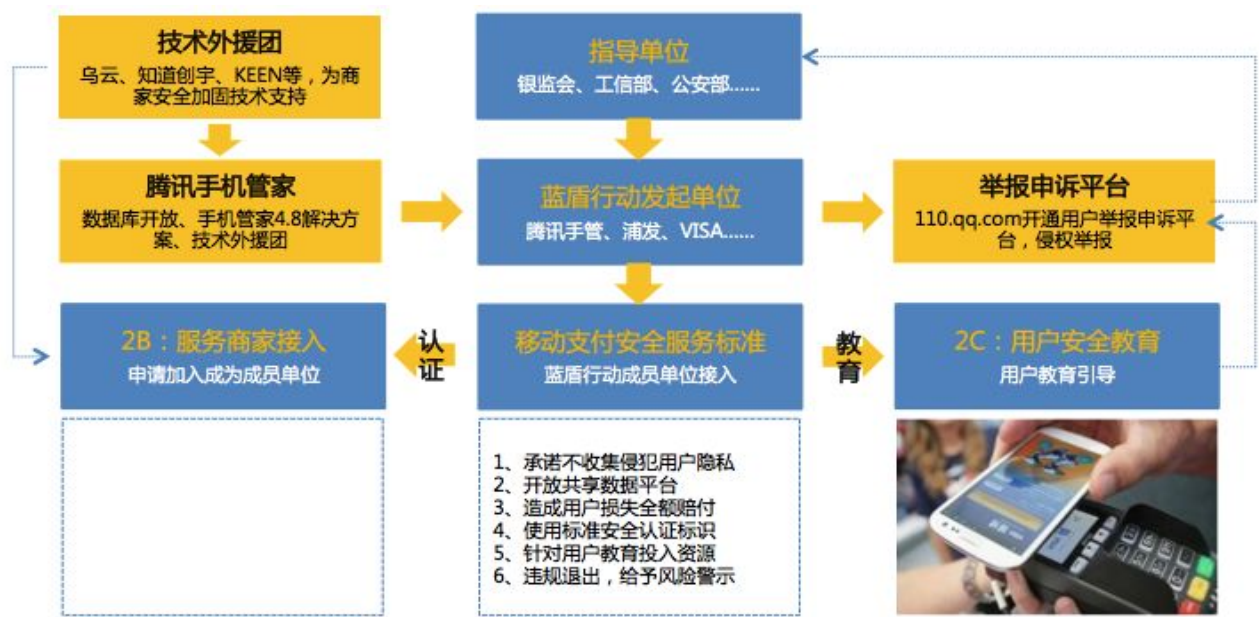 技术外援团
乌云、知道创宇、KEEN等，为商
家安全加固技术支持
指导单位
银监会、工信部、公安部......
腾讯手机管家
数据库开放、手机管家4.8解决方
案、技术外援团
蓝盾行动发起单位
腾讯手管、浦发、VISA......
举报申诉平台
110.qq.com开通用户举报申诉平
台，侵权举报
2B：服务商家接入
申请加入成为成员单位
认
证
移动支付安全服务标准
蓝盾行动成员单位接入
教
育
2C：用户安全教育
用户教育引导
1、承诺不收集侵犯用户隐私
2、开放共享数据平台
3、造成用户损失全额赔付
4、使用标准安全认证标识
5、针对用户教育投入资源
6、违规退出，给予风险警示